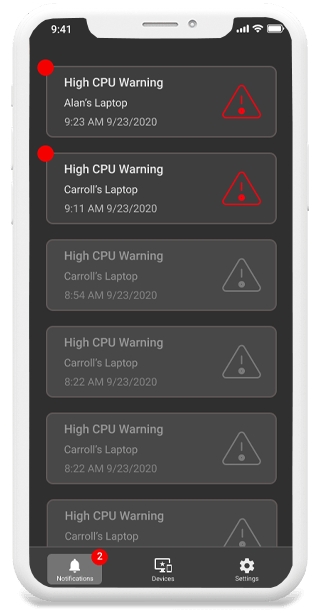 9:41
High CPU Warning
Alan's Laptop
9:23 AM 9/23/2020
High CPU Warning
Carroll's Laptop
9:11 AM 9/23/2020
High CPU Warning
Carroll's Laptop
8:54 AM 9/23/2020
High CPU Warning
Carroll's Laptop
8:22 AM 9/23/2020
High CPU Warning
Carroll's Laptop
8:22 AM 9/23/2020
High CPU Warning
Carroll's Laptop
2
Notifications
Devices
Settings